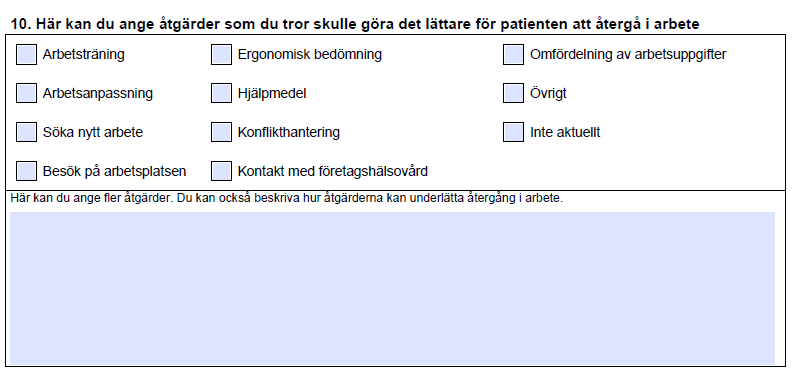 10. Här kan du ange åtgärder som du tror skulle göra det lättare för patienten att återgå i arbete
Arbetsträning Ergonomisk bedömning Omfördelning av arbetsuppgifter
Arbetsanpassning Hjälpmedel Övrigt
Söka nytt arbete Konflikthantering Inte aktuellt
Besök på arbetsplatsen Kontakt med företagshälsovård
Här kan du ange fler åtgärder. Du kan också beskriva hur åtgärderna kan underlätta återgång i arbete.